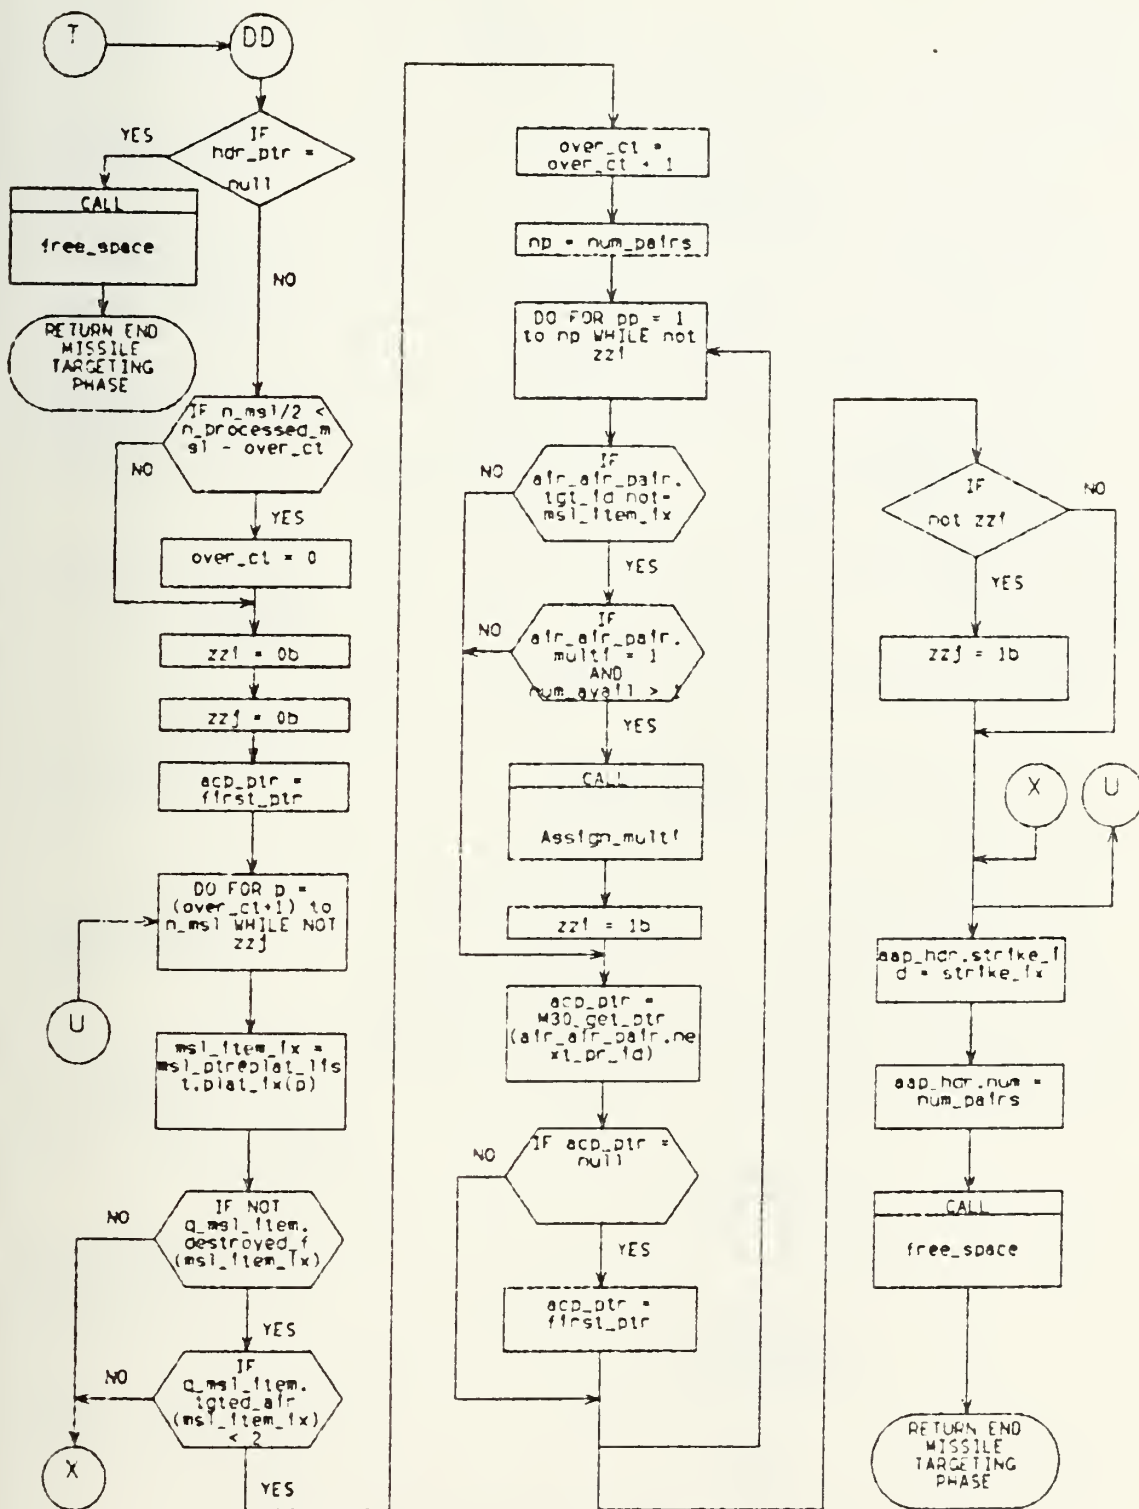 T
DD
IF
hdr_ptr =
null
YES
CALL
free_space
NO
RETURN END
MISSILE
TARGETING
PHASE
IF n_msl/2 <
n_processed_m
sl - over_ct
NO
YES
over_ct = 0
zzi = 0b
zzj = 0b
acp_ptr =
first_ptr
DO FOR p =
(over_ct+1) to
n_msl WHILE NOT
zzj
U
msl_item_ix =
msl_ptr@plat_lis
t.plat_ix(p)
IF NOT
q_msl_item.
destroyed_f
(msl_item_ix)
NO
YES
IF
q_msl_item.
tgted_air
(msl_item_ix)
< 2
NO
X
YES
over_ct =
over_ct + 1
np = num_pairs
DO FOR pp = 1
to np WHILE not
zzi
IF
air_air_pair.
tgt_id not=
msl_item_ix
NO
YES
IF
air_air_pair.
multi = 1
AND
num_avail > 1
NO
YES
CALL
Assign_multi
zzi = 1b
acp_ptr =
M30_get_ptr
(air_air_pair.ne
xt_pr_id)
IF acp_ptr =
null
NO
YES
acp_ptr =
first_ptr
IF
not zzi
NO
YES
zzj = 1b
X
U
aap_hdr.strike_i
d = strike_ix
aap_hdr.num =
num_pairs
CALL
free_space
RETURN END
MISSILE
TARGETING
PHASE